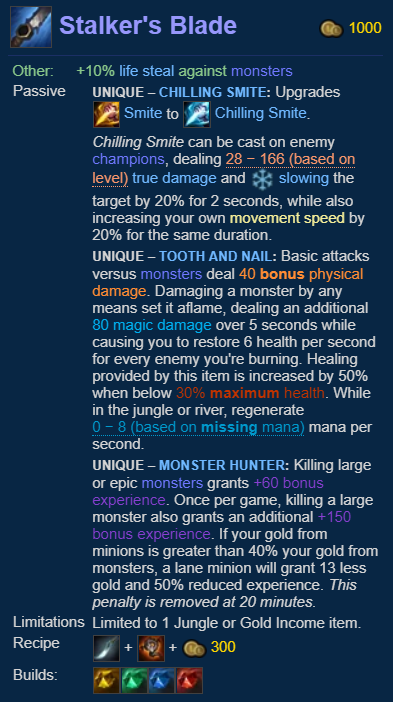 Stalker's Blade 1000
Other: +10% life steal against monsters
Passive UNIQUE – CHILLING SMITE: Upgrades
Smite to Chilling Smite.
Chilling Smite can be cast on enemy
champions, dealing 28 − 166 (based on
level) true damage and slowing the
target by 20% for 2 seconds, while also
increasing your own movement speed by
20% for the same duration.
UNIQUE – TOOTH AND NAIL: Basic attacks
versus monsters deal 40 bonus physical
damage. Damaging a monster by any
means set it aflame, dealing an additional
80 magic damage over 5 seconds while
causing you to restore 6 health per second
for every enemy you're burning. Healing
provided by this item is increased by 50%
when below 30% maximum health. While
in the jungle or river, regenerate
0 − 8 (based on missing mana) mana per
second.
UNIQUE – MONSTER HUNTER: Killing large
or epic monsters grants +60 bonus
experience. Once per game, killing a large
monster also grants an additional +150
bonus experience. If your gold from
minions is greater than 40% your gold from
monsters, a lane minion will grant 13 less
gold and 50% reduced experience. This
penalty is removed at 20 minutes.
Limitations Limited to 1 Jungle or Gold Income item.
Recipe + + 300
Builds: